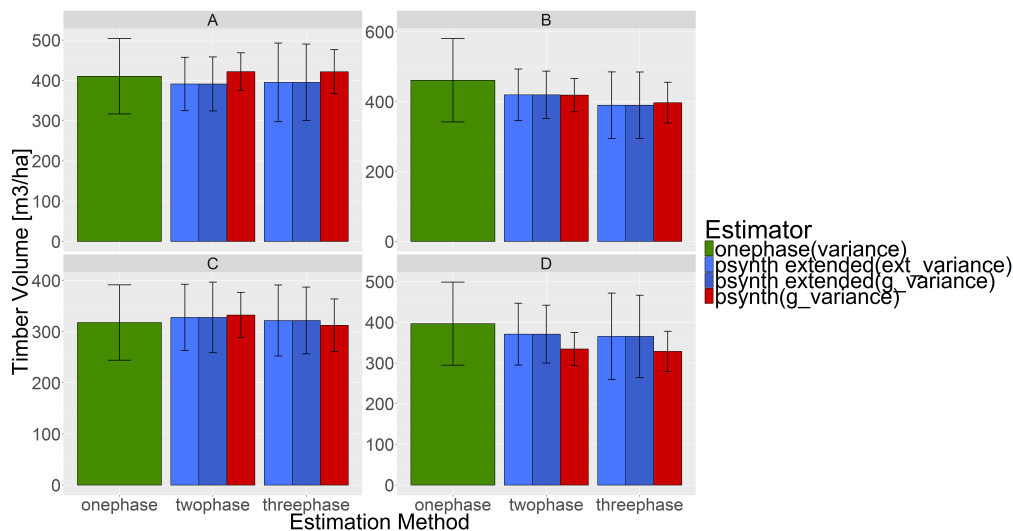 A
B
500
400
300
200
100
0
600
400
200
0
Timber Volume [m3/ha]
C
D
400
300
200
100
0
500
400
300
200
100
0
onephase
twophase
threephase
onephase
twophase
threephase
Estimation Method
Estimator
onephase(variance)
psynth extended(ext_variance)
psynth extended(g_variance)
psynth(g_variance)